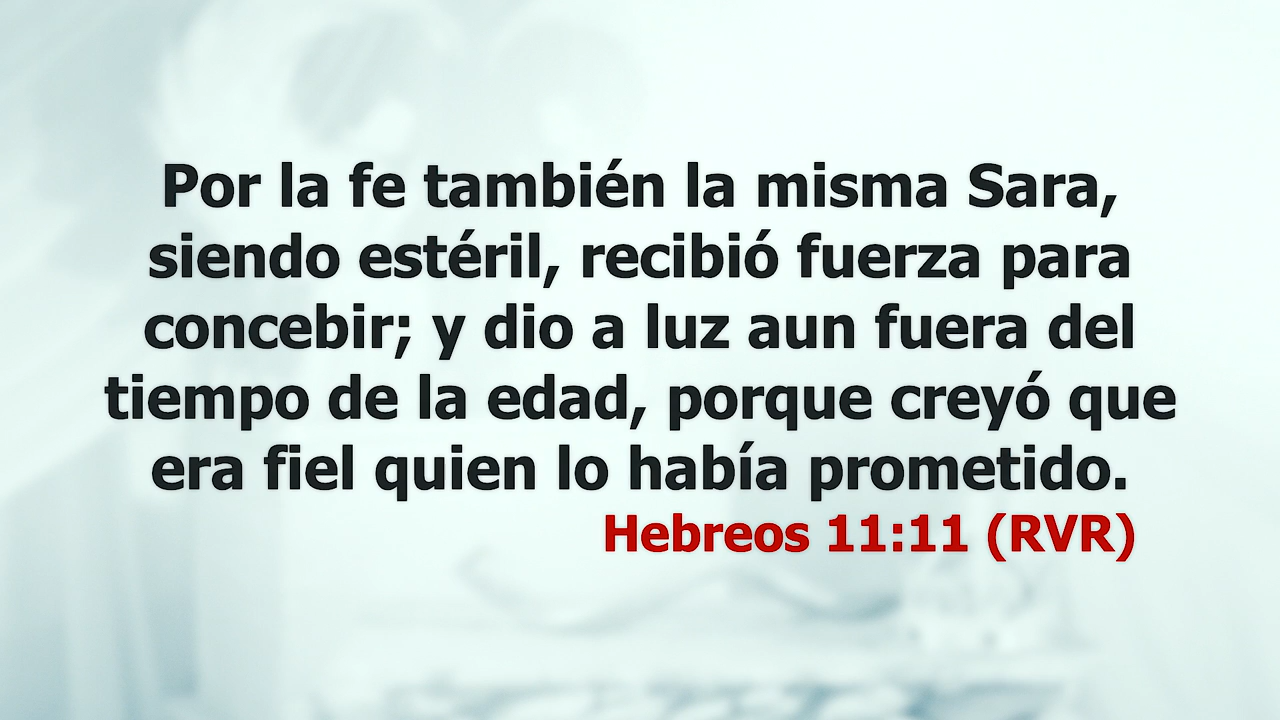 Por la fe también la misma Sara,
siendo estéril, recibió fuerza para
concebir; y dio a luz aun fuera del
tiempo de la edad, porque creyó que
era fiel quien lo había prometido.
Hebreos 11:11 (RVR)